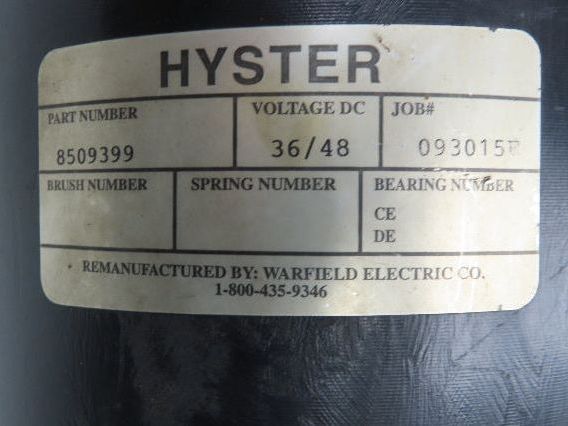 HYSTER
PART NUMBER VOLTAGE DC JOB#
8509399 36/48 093015E
BRUSH NUMBER SPRING NUMBER BEARING NUMBER
CE
DE
REMANUFACTURED BY: WARFIELD ELECTRIC CO.
1-800-435-9346